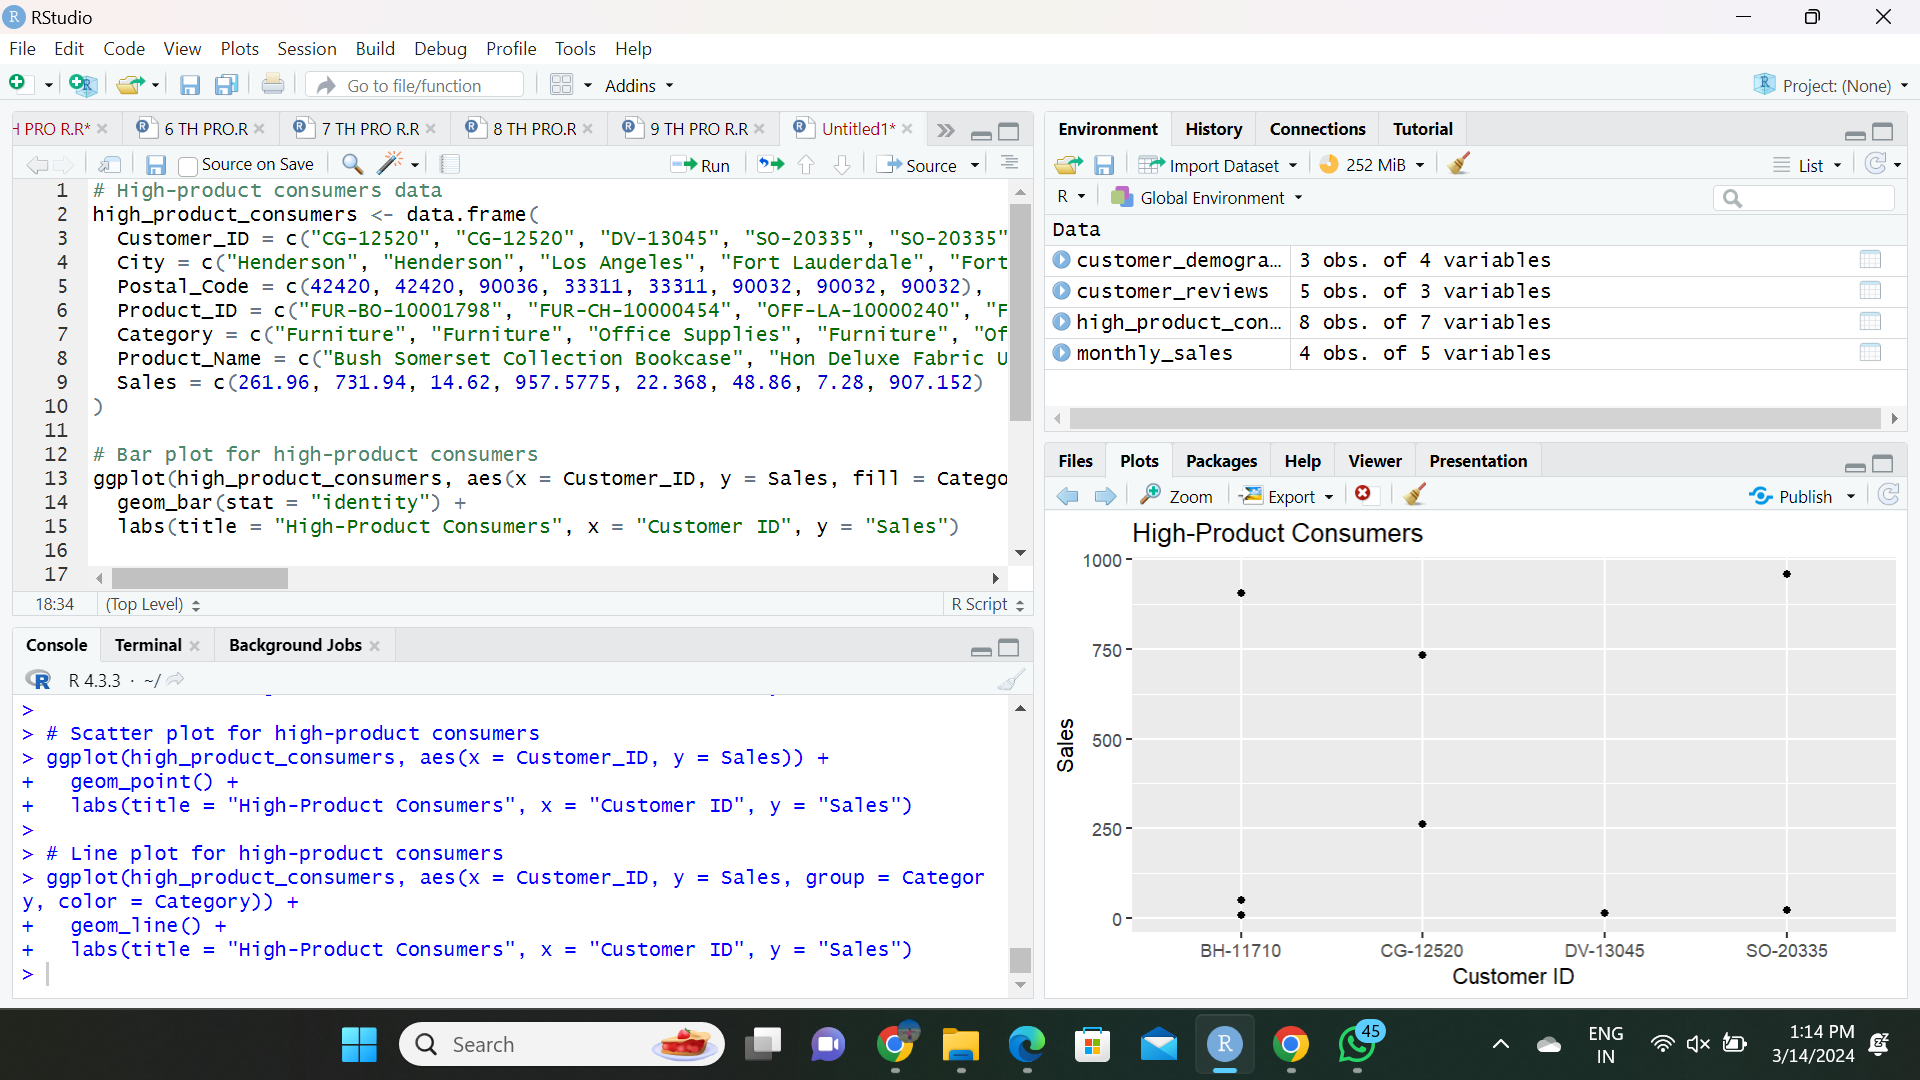 RStudio
File Edit Code View Plots Session Build Debug Profile Tools Help
Go to file/function Addins Project: (None)
H PRO R.R* 6 TH PRO.R 7 TH PRO R.R 8 TH PRO.R 9 TH PRO R.R Untitled1*
Source on Save Run Source
1 # High-product consumers data
2 high_product_consumers <- data.frame(
3 Customer_ID = c("CG-12520", "CG-12520", "DV-13045", "SO-20335", "SO-20335"
4 City = c("Henderson", "Henderson", "Los Angeles", "Fort Lauderdale", "Fort
5 Postal_Code = c(42420, 42420, 90036, 33311, 33311, 90032, 90032, 90032),
6 Product_ID = c("FUR-BO-10001798", "FUR-CH-10000454", "OFF-LA-10000240", "F
7 Category = c("Furniture", "Furniture", "Office Supplies", "Furniture", "Of
8 Product_Name = c("Bush Somerset Collection Bookcase", "Hon Deluxe Fabric U
9 Sales = c(261.96, 731.94, 14.62, 957.5775, 22.368, 48.86, 7.28, 907.152)
10 )
11
12 # Bar plot for high-product consumers
13 ggplot(high_product_consumers, aes(x = Customer_ID, y = Sales, fill = Catego
14 geom_bar(stat = "identity") +
15 labs(title = "High-Product Consumers", x = "Customer ID", y = "Sales")
16
17
18:34 (Top Level) R Script
Console Terminal Background Jobs
R 4.3.3 · ~/
>
> # Scatter plot for high-product consumers
> ggplot(high_product_consumers, aes(x = Customer_ID, y = Sales)) +
+ geom_point() +
+ labs(title = "High-Product Consumers", x = "Customer ID", y = "Sales")
>
> # Line plot for high-product consumers
> ggplot(high_product_consumers, aes(x = Customer_ID, y = Sales, group = Categor
y, color = Category)) +
+ geom_line() +
+ labs(title = "High-Product Consumers", x = "Customer ID", y = "Sales")
>
Environment History Connections Tutorial
Import Dataset 252 MiB List
R Global Environment
Data
customer_demogra… 3 obs. of 4 variables
customer_reviews 5 obs. of 3 variables
high_product_con… 8 obs. of 7 variables
monthly_sales 4 obs. of 5 variables
Files Plots Packages Help Viewer Presentation
Zoom Export Publish
High-Product Consumers
1000
750
500
250
0
Sales
BH-11710 CG-12520 DV-13045 SO-20335
Customer ID
Search
45
ENG
IN
1:14 PM
3/14/2024